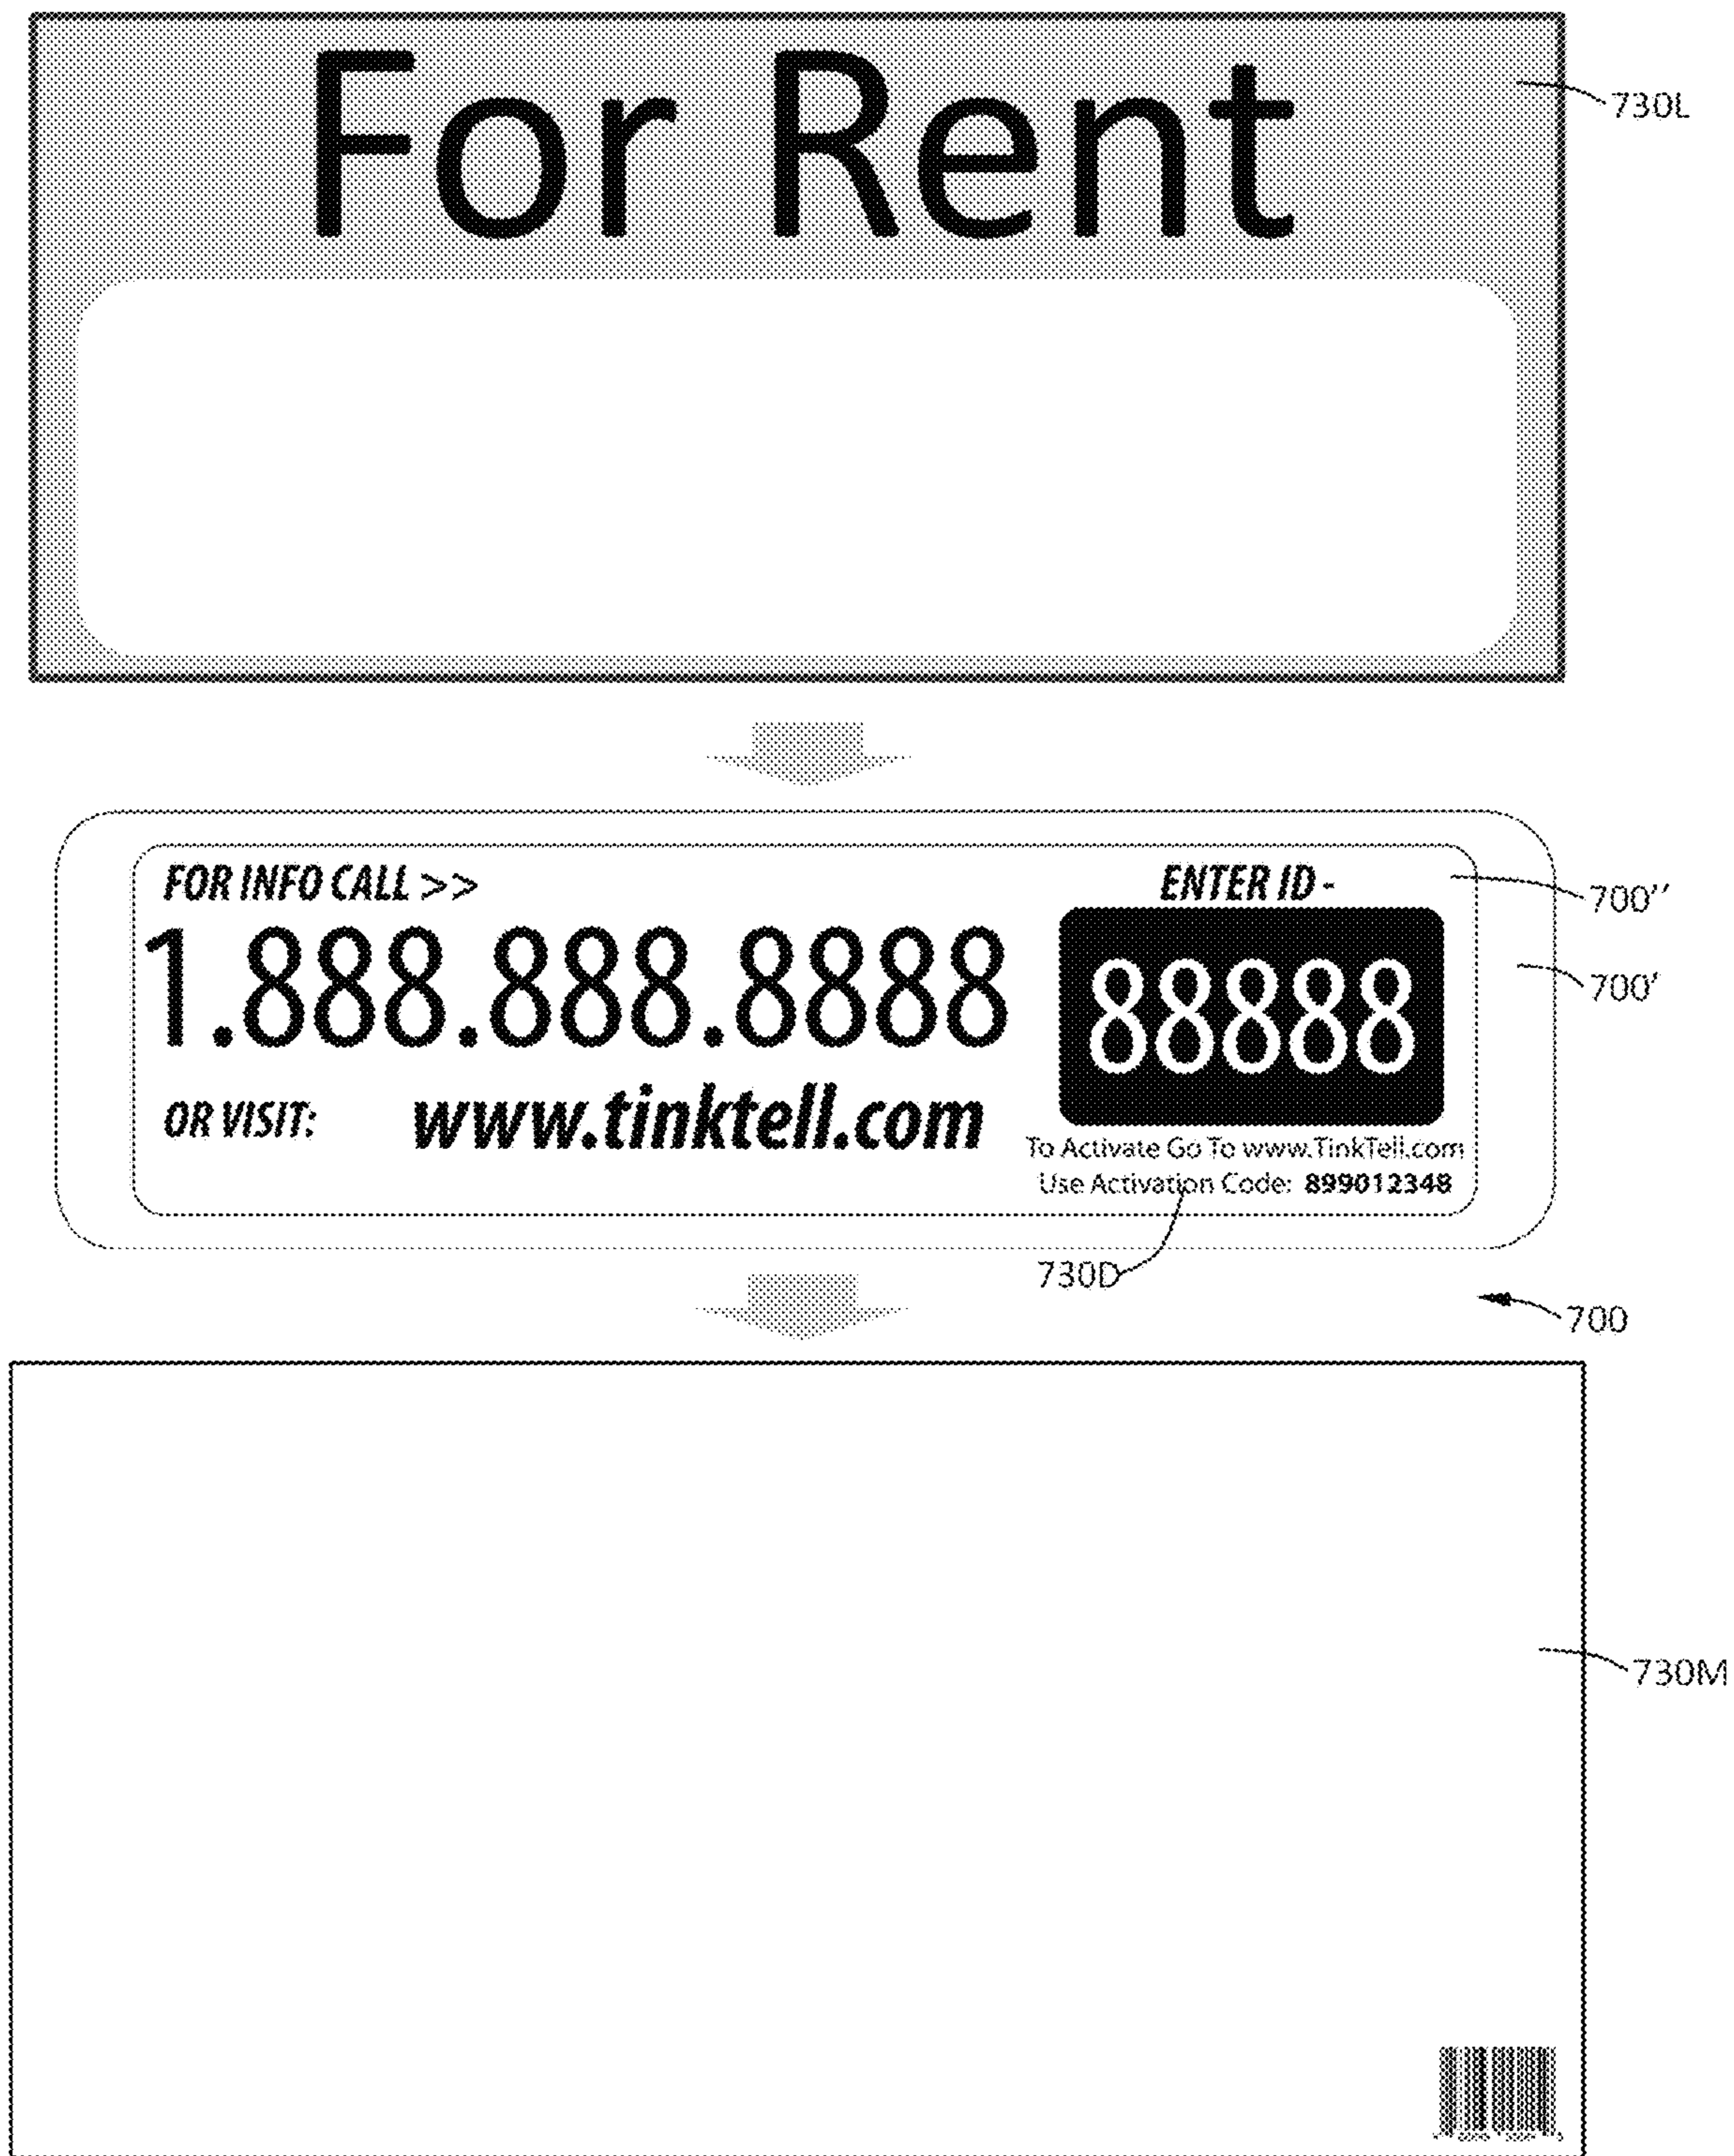 For Rent
730L
FOR INFO CALL >> ENTER ID -
700''
1.888.888.8888 88888
700'
OR VISIT: www.tinktell.com
To Activate Go To www.TinkTell.com
Use Activation Code: 899012348
730D
700
730M